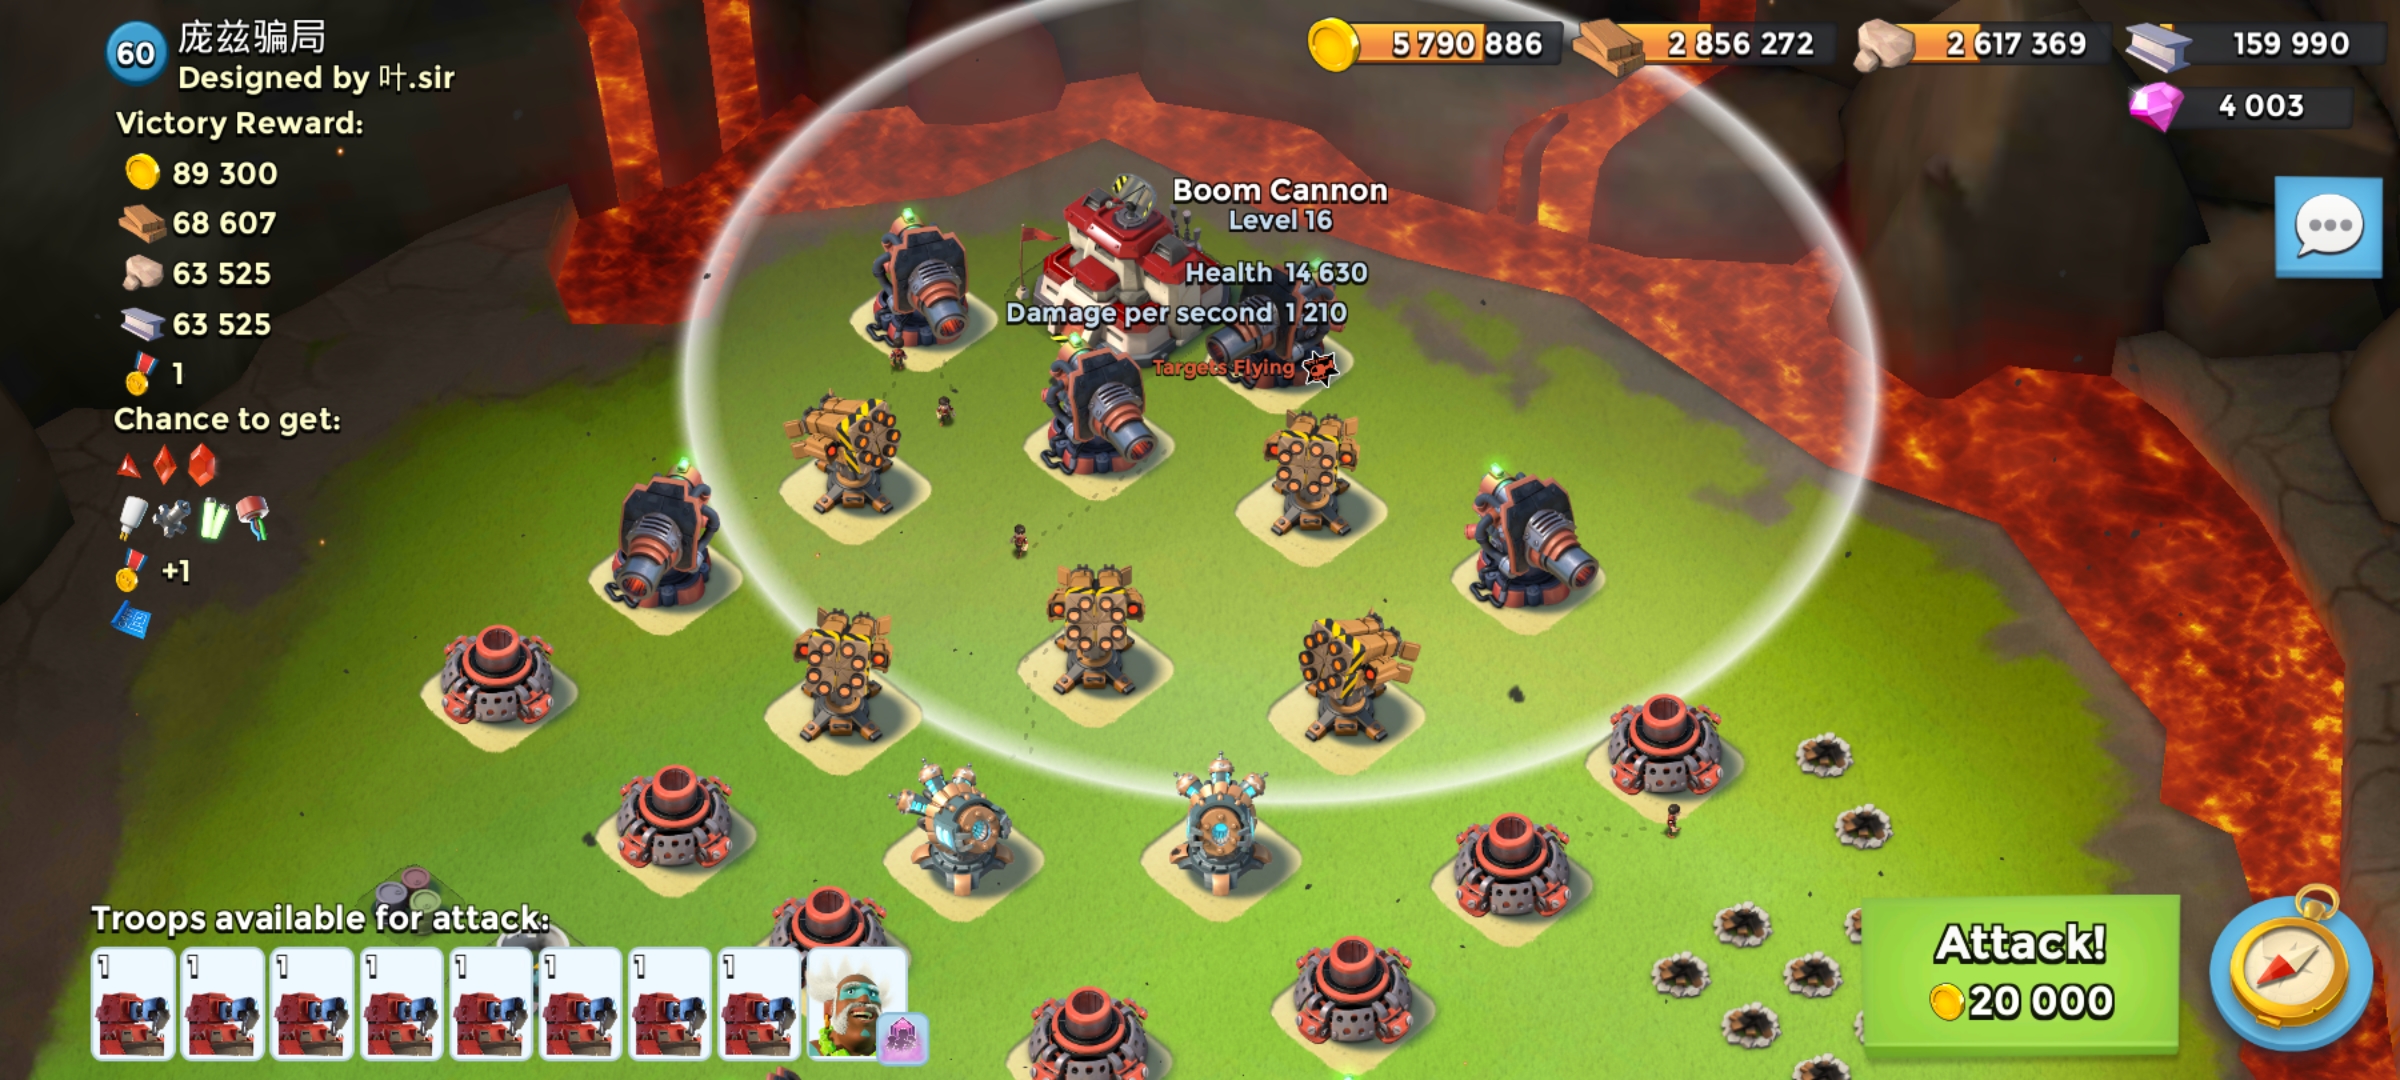 60
庞兹骗局
Designed by 叶.sir
Victory Reward:
89 300
68 607
63 525
63 525
1
Chance to get:
+1
5 790 886
2 856 272
2 617 369
159 990
4 003
Boom Cannon
Level 16
Health 14 630
Damage per second 1 210
Targets Flying
Troops available for attack:
1 1 1 1 1 1 1 1
Attack!
20 000